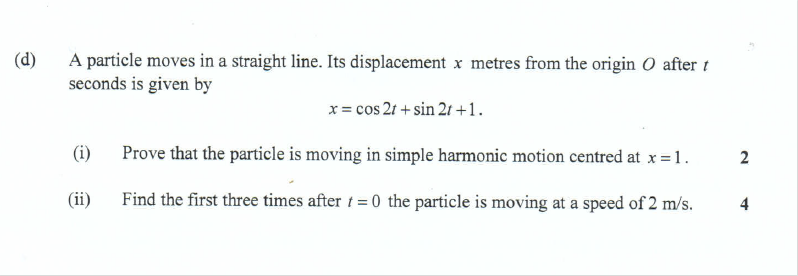 (d) A particle moves in a straight line. Its displacement x metres from the origin O after t
seconds is given by
x = cos 2t + sin 2t + 1.
(i) Prove that the particle is moving in simple harmonic motion centred at x = 1. 2
(ii) Find the first three times after t = 0 the particle is moving at a speed of 2 m/s. 4